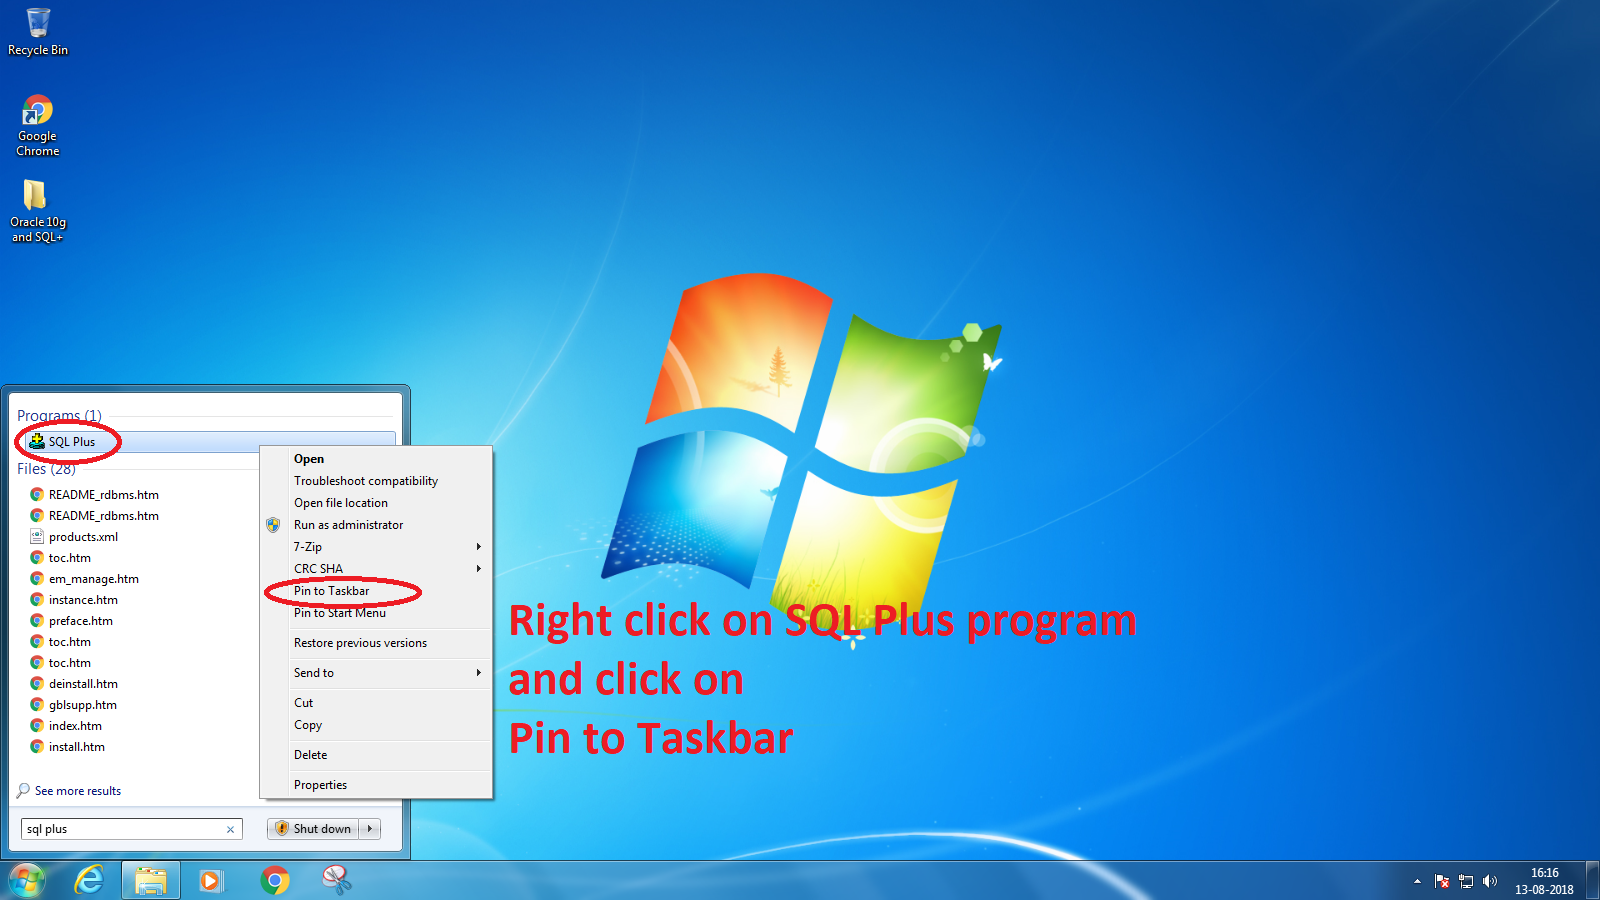 Recycle Bin
Google
Chrome
Oracle 10g
and SQL+
Programs (1)
SQL Plus
Files (28)
README_rdbms.htm
README_rdbms.htm
products.xml
toc.htm
em_manage.htm
instance.htm
preface.htm
toc.htm
toc.htm
deinstall.htm
gblsupp.htm
index.htm
install.htm
See more results
sql plus
Shut down
Open
Troubleshoot compatibility
Open file location
Run as administrator
7-Zip
CRC SHA
Pin to Taskbar
Pin to Start Menu
Restore previous versions
Send to
Cut
Copy
Delete
Properties
Right click on SQL Plus program
and click on
Pin to Taskbar
16:16
13-08-2018